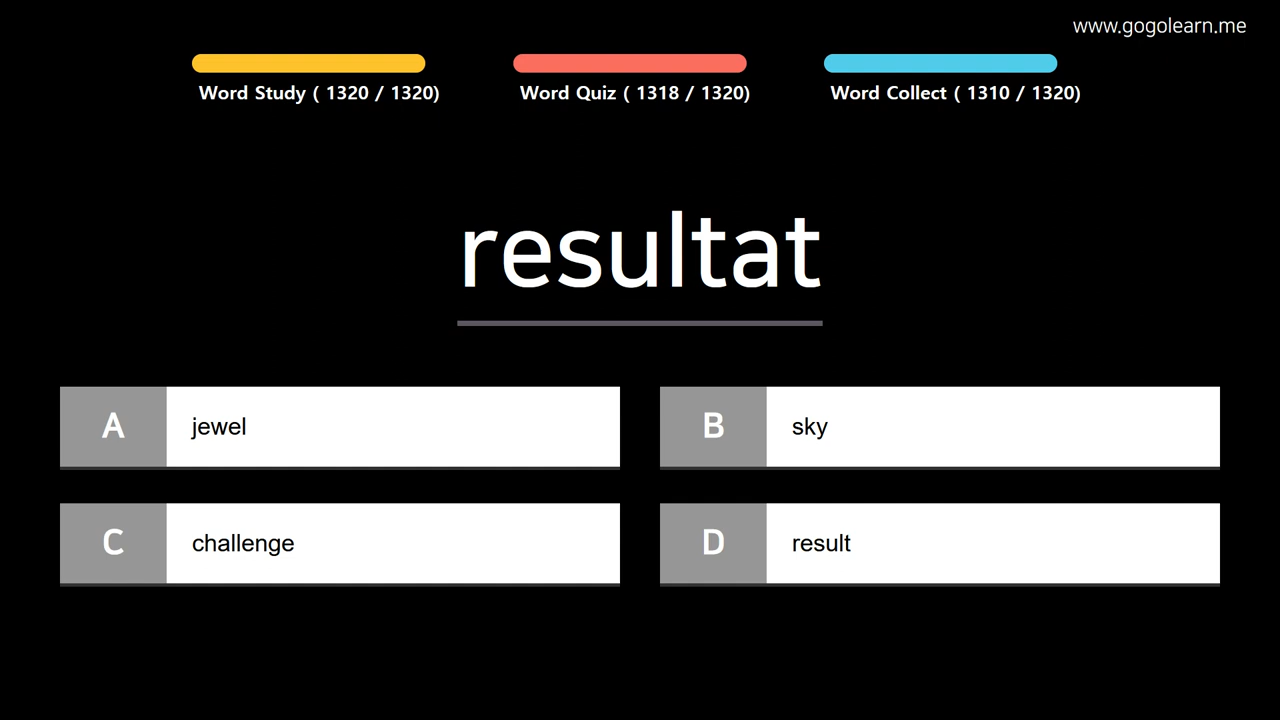 www.gogolearn.me
Word Study ( 1320 / 1320)
Word Quiz ( 1318 / 1320)
Word Collect ( 1310 / 1320)
resultat
A jewel
B sky
C challenge
D result